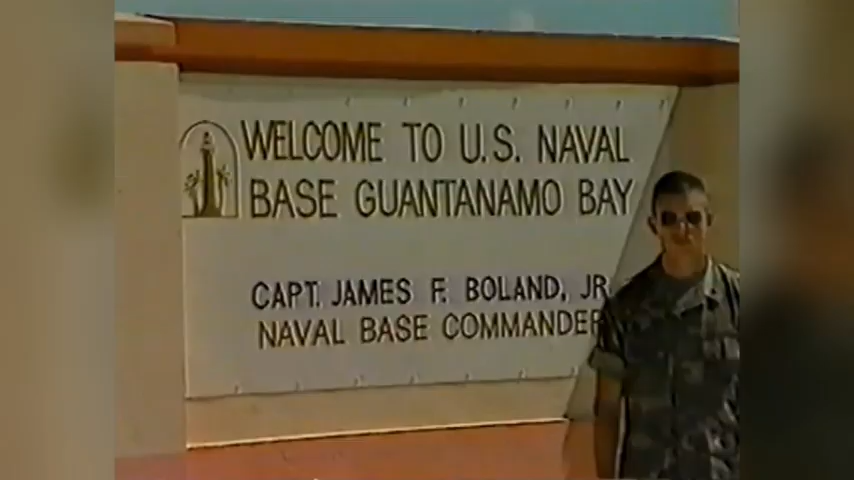 WELCOME TO U.S. NAVAL
BASE GUANTANAMO BAY
CAPT. JAMES F. BOLAND, JR
NAVAL BASE COMMANDER